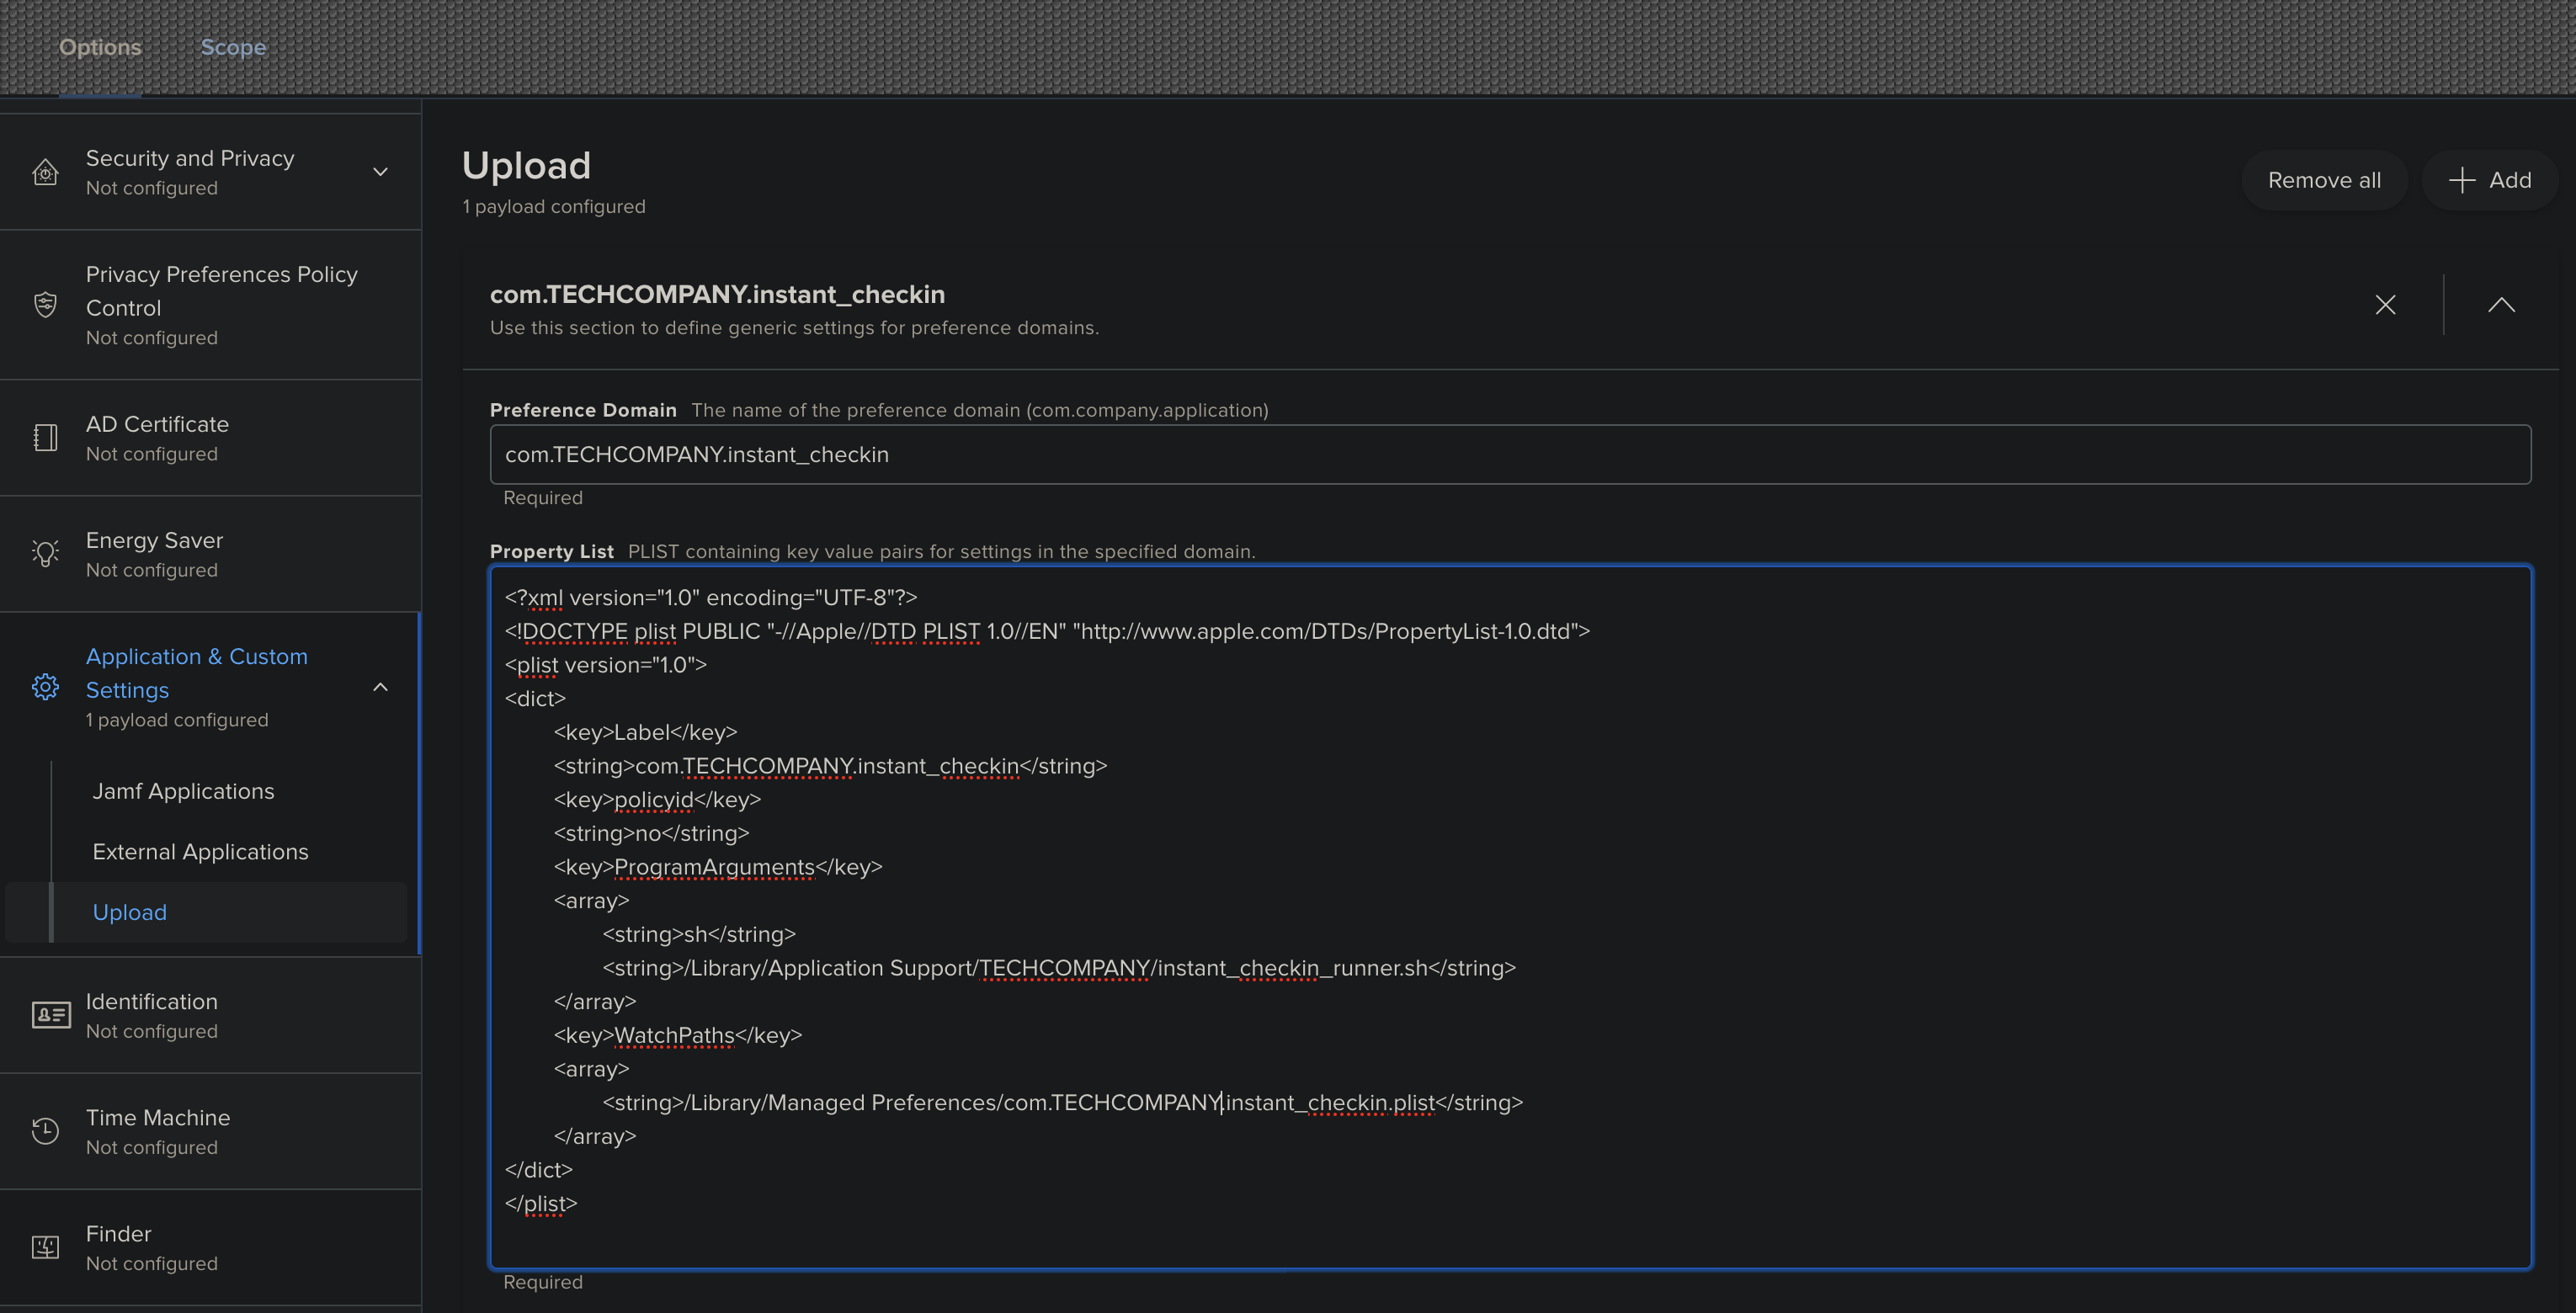 Options
Scope
Security and Privacy
Not configured
Privacy Preferences Policy
Control
Not configured
AD Certificate
Not configured
Energy Saver
Not configured
Application & Custom
Settings
1 payload configured
Jamf Applications
External Applications
Upload
Identification
Not configured
Time Machine
Not configured
Finder
Not configured
Upload
1 payload configured
Remove all
Add
com.TECHCOMPANY.instant_checkin
Use this section to define generic settings for preference domains.
Preference Domain The name of the preference domain (com.company.application)
com.TECHCOMPANY.instant_checkin
Required
Property List PLIST containing key value pairs for settings in the specified domain.
<?xml version="1.0" encoding="UTF-8"?>
<!DOCTYPE plist PUBLIC "-//Apple//DTD PLIST 1.0//EN" "http://www.apple.com/DTDs/PropertyList-1.0.dtd">
<plist version="1.0">
<dict>
<key>Label</key>
<string>com.TECHCOMPANY.instant_checkin</string>
<key>policyid</key>
<string>no</string>
<key>ProgramArguments</key>
<array>
<string>sh</string>
<string>/Library/Application Support/TECHCOMPANY/instant_checkin_runner.sh</string>
</array>
<key>WatchPaths</key>
<array>
<string>/Library/Managed Preferences/com.TECHCOMPANY.instant_checkin.plist</string>
</array>
</dict>
</plist>
Required